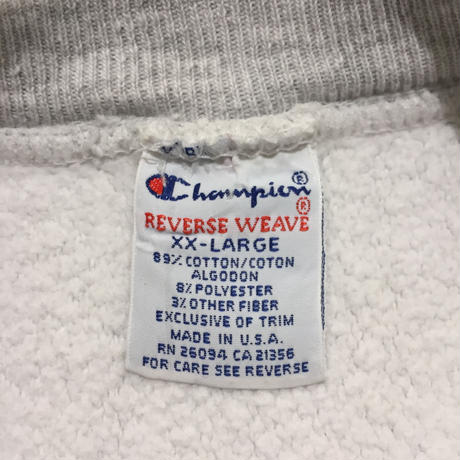 Champion®
REVERSE WEAVE®
XX-LARGE
89% COTTON/COTON
ALGODON
8% POLYESTER
3% OTHER FIBER
EXCLUSIVE OF TRIM
MADE IN U.S.A.
RN 26094 CA 21356
FOR CARE SEE REVERSE